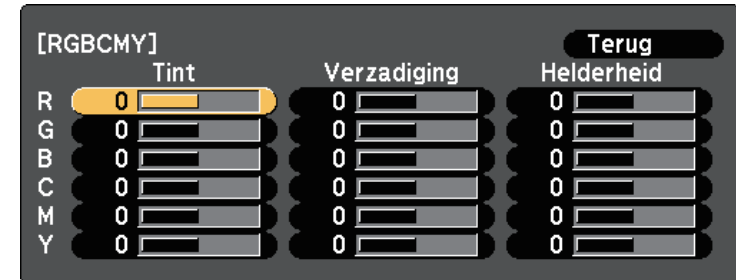 [RGBCMY] Terug
Tint Verzadiging Helderheid
R 0 0 0
G 0 0 0
B 0 0 0
C 0 0 0
M 0 0 0
Y 0 0 0